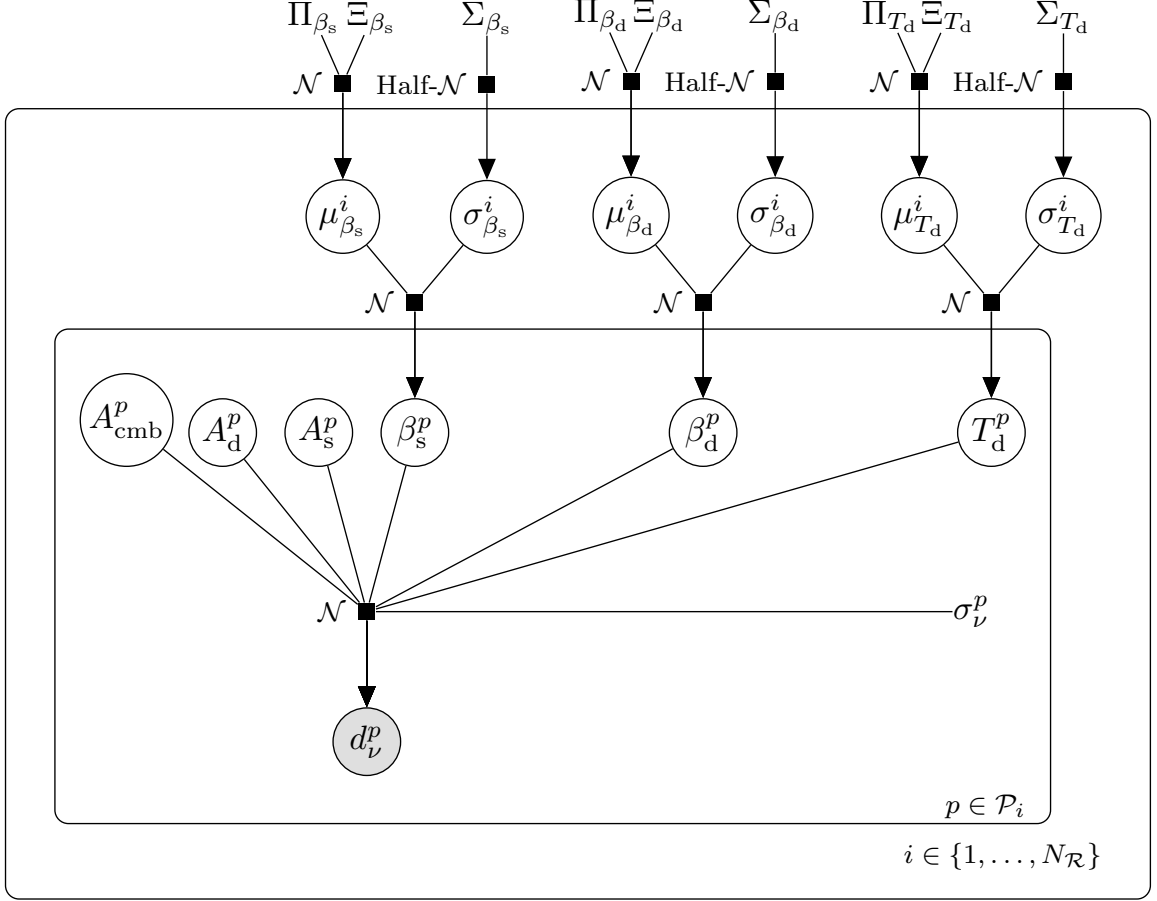 Π_{β_s} Ξ_{β_s} Σ_{β_s} Π_{β_d} Ξ_{β_d} Σ_{β_d} Π_{T_d} Ξ_{T_d} Σ_{T_d}
𝒩 Half-𝒩 𝒩 Half-𝒩 𝒩 Half-𝒩
μ^i_{β_s} σ^i_{β_s} μ^i_{β_d} σ^i_{β_d} μ^i_{T_d} σ^i_{T_d}
𝒩 𝒩 𝒩
A^p_{cmb} A^p_d A^p_s β^p_s β^p_d T^p_d
𝒩 σ^p_ν
d^p_ν
p ∈ 𝒫_i
i ∈ {1, . . . , N_ℛ}